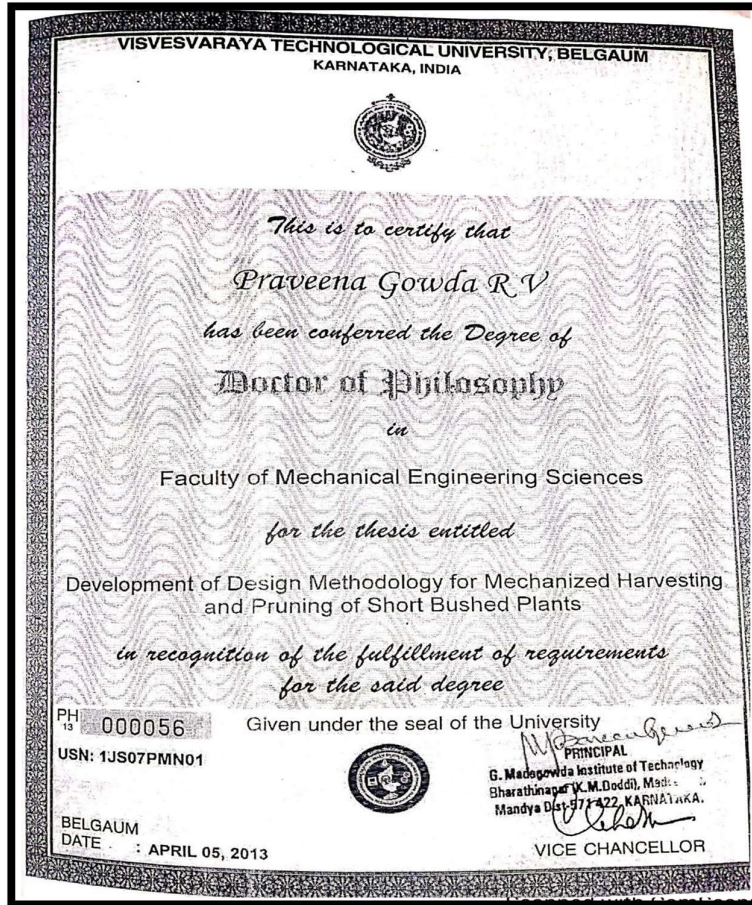 VISVESVARAYA TECHNOLOGICAL UNIVERSITY, BELGAUM
KARNATAKA, INDIA
This is to certify that
Praveena Gowda R V
has been conferred the Degree of
Doctor of Philosophy
in
Faculty of Mechanical Engineering Sciences
for the thesis entitled
Development of Design Methodology for Mechanized Harvesting
and Pruning of Short Bushed Plants
in recognition of the fulfillment of requirements
for the said degree
PH 13 000056
Given under the seal of the University
USN: 1JS07PMN01
PRINCIPAL
G. Madegowda Institute of Technology
Bharathinagar (K.M.Doddi),
Mandya Dist-571 422, KARNATAKA.
BELGAUM
DATE : APRIL 05, 2013
VICE CHANCELLOR